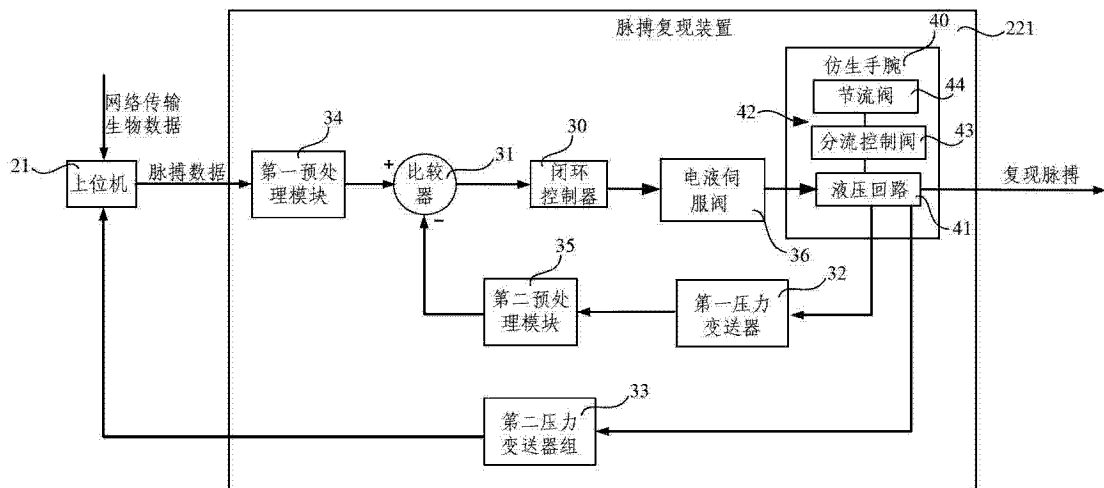 脉搏复现装置
221
40
仿生手腕
节流阀
44
42
分流控制阀
43
液压回路
41
复现脉搏
网络传输
生物数据
21
上位机
脉搏数据
34
第一预处
理模块
+
比较
器
31
−
30
闭环
控制器
电液伺
服阀
36
35
第二预处
理模块
32
第一压力
变送器
33
第二压力
变送器组